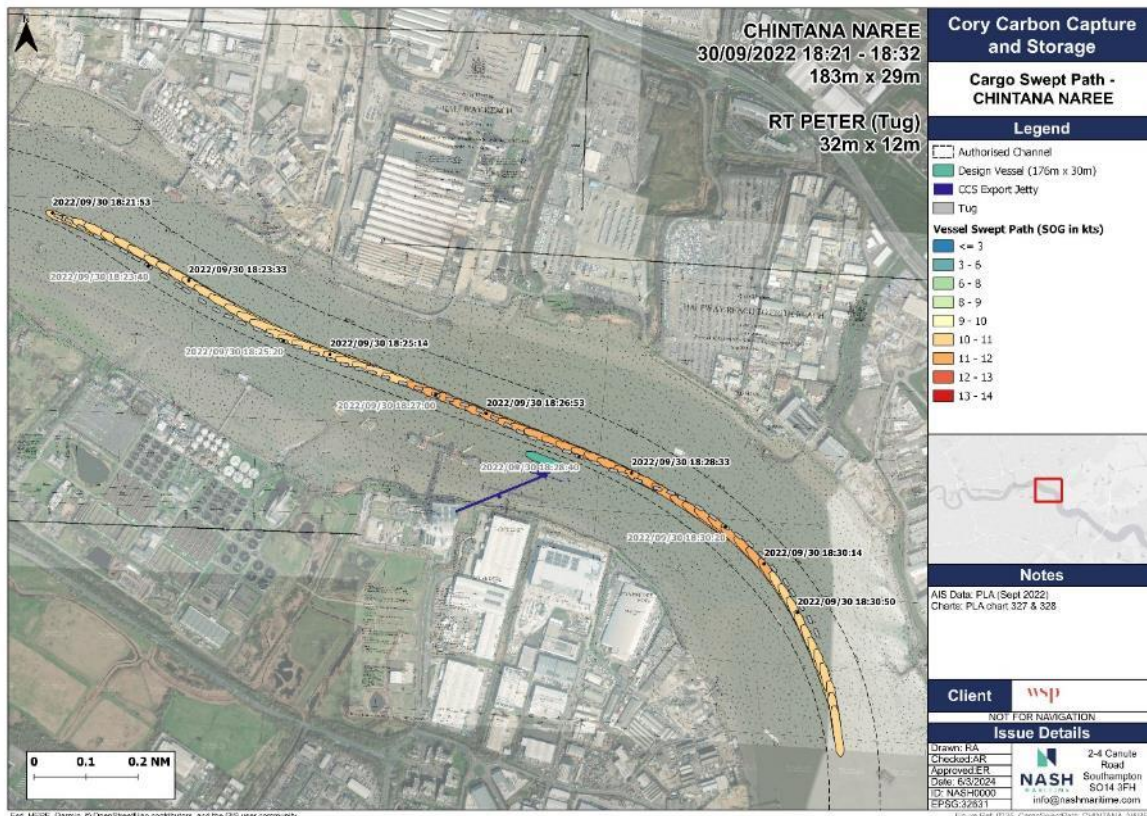 CHINTANA NAREE
30/09/2022 18:21 - 18:32
183m x 29m
RT PETER (Tug)
32m x 12m
2022/09/30 18:21:53
2022/09/30 18:23:40
2022/09/30 18:23:33
2022/09/30 18:25:20
2022/09/30 18:25:14
2022/09/30 18:27:00
2022/09/30 18:26:53
2022/09/30 18:28:40
2022/09/30 18:28:33
2022/09/30 18:30:20
2022/09/30 18:30:14
2022/09/30 18:30:50
0 0.1 0.2 NM
Cory Carbon Capture
and Storage
Cargo Swept Path -
CHINTANA NAREE
Legend
Authorised Channel
Design Vessel (176m x 30m)
CCS Export Jetty
Tug
Vessel Swept Path (SOG in kts)
<= 3
3 - 6
6 - 8
8 - 9
9 - 10
10 - 11
11 - 12
12 - 13
13 - 14
Notes
AIS Data: PLA (Sept 2022)
Charts: PLA chart 327 & 328
Client
wsp
NOT FOR NAVIGATION
Issue Details
Drawn: RA
Checked:AR
Approved:ER
Date: 6/3/2024
ID: NASH0000
EPSG:32631
NASH
MARITIME
2-4 Canute
Road
Southampton
SO14 3FH
info@nashmaritime.com